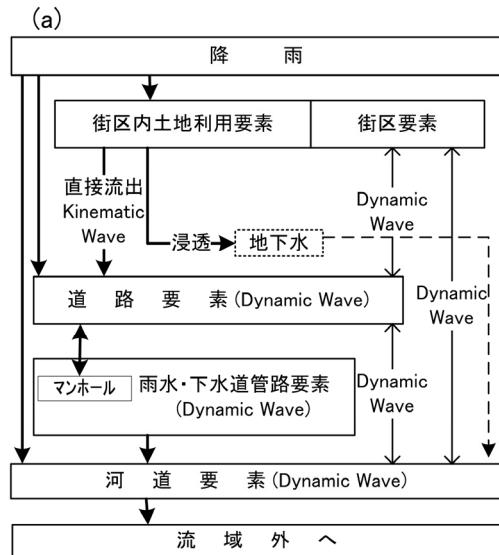 (a)
降 雨
街区内土地利用要素
街区要素
直接流出
Kinematic
Wave
浸透
地下水
Dynamic
Wave
Dynamic
Wave
道 路 要 素(Dynamic Wave)
マンホール
雨水・下水道管路要素
(Dynamic Wave)
Dynamic
Wave
河 道 要 素(Dynamic Wave)
流 域 外 へ